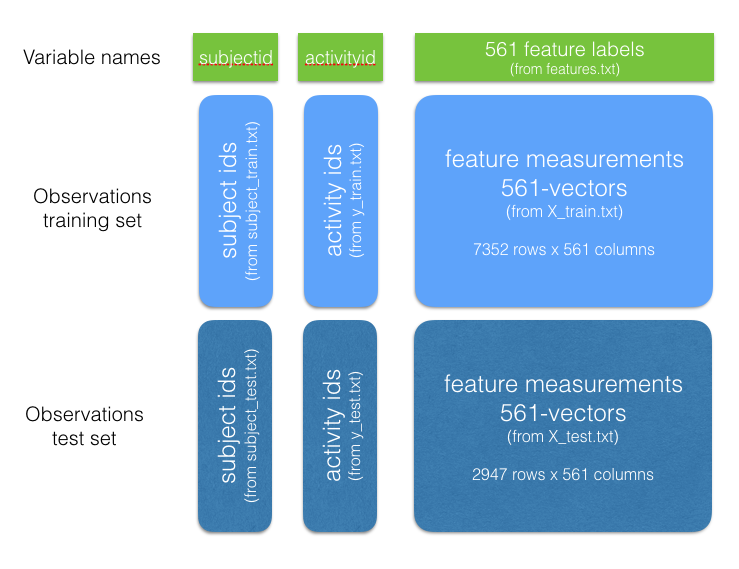 Variable names
subjectid
activityid
561 feature labels
(from features.txt)
Observations
training set
subject ids
(from subject_train.txt)
activity ids
(from y_train.txt)
feature measurements
561-vectors
(from X_train.txt)
7352 rows x 561 columns
Observations
test set
subject ids
(from subject_test.txt)
activity ids
(from y_test.txt)
feature measurements
561-vectors
(from X_test.txt)
2947 rows x 561 columns